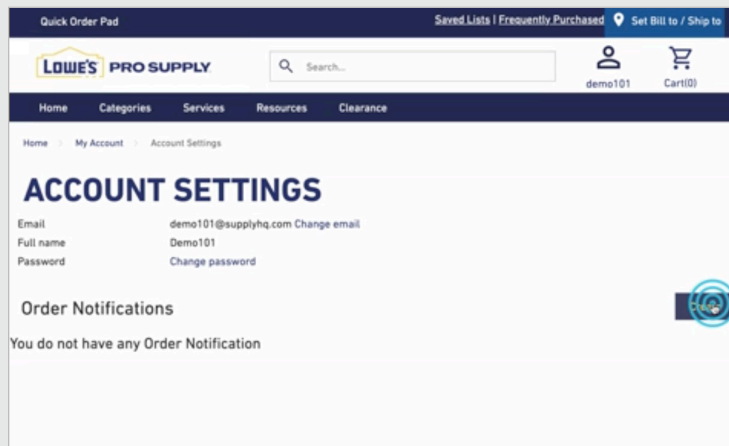 Quick Order Pad
Saved Lists | Frequently Purchased
Set Bill to / Ship to
LOWE'S PRO SUPPLY
Search...
demo101
Cart(0)
Home Categories Services Resources Clearance
Home > My Account > Account Settings
ACCOUNT SETTINGS
Email demo101@supplyhq.com Change email
Full name Demo101
Password Change password
Order Notifications
You do not have any Order Notification